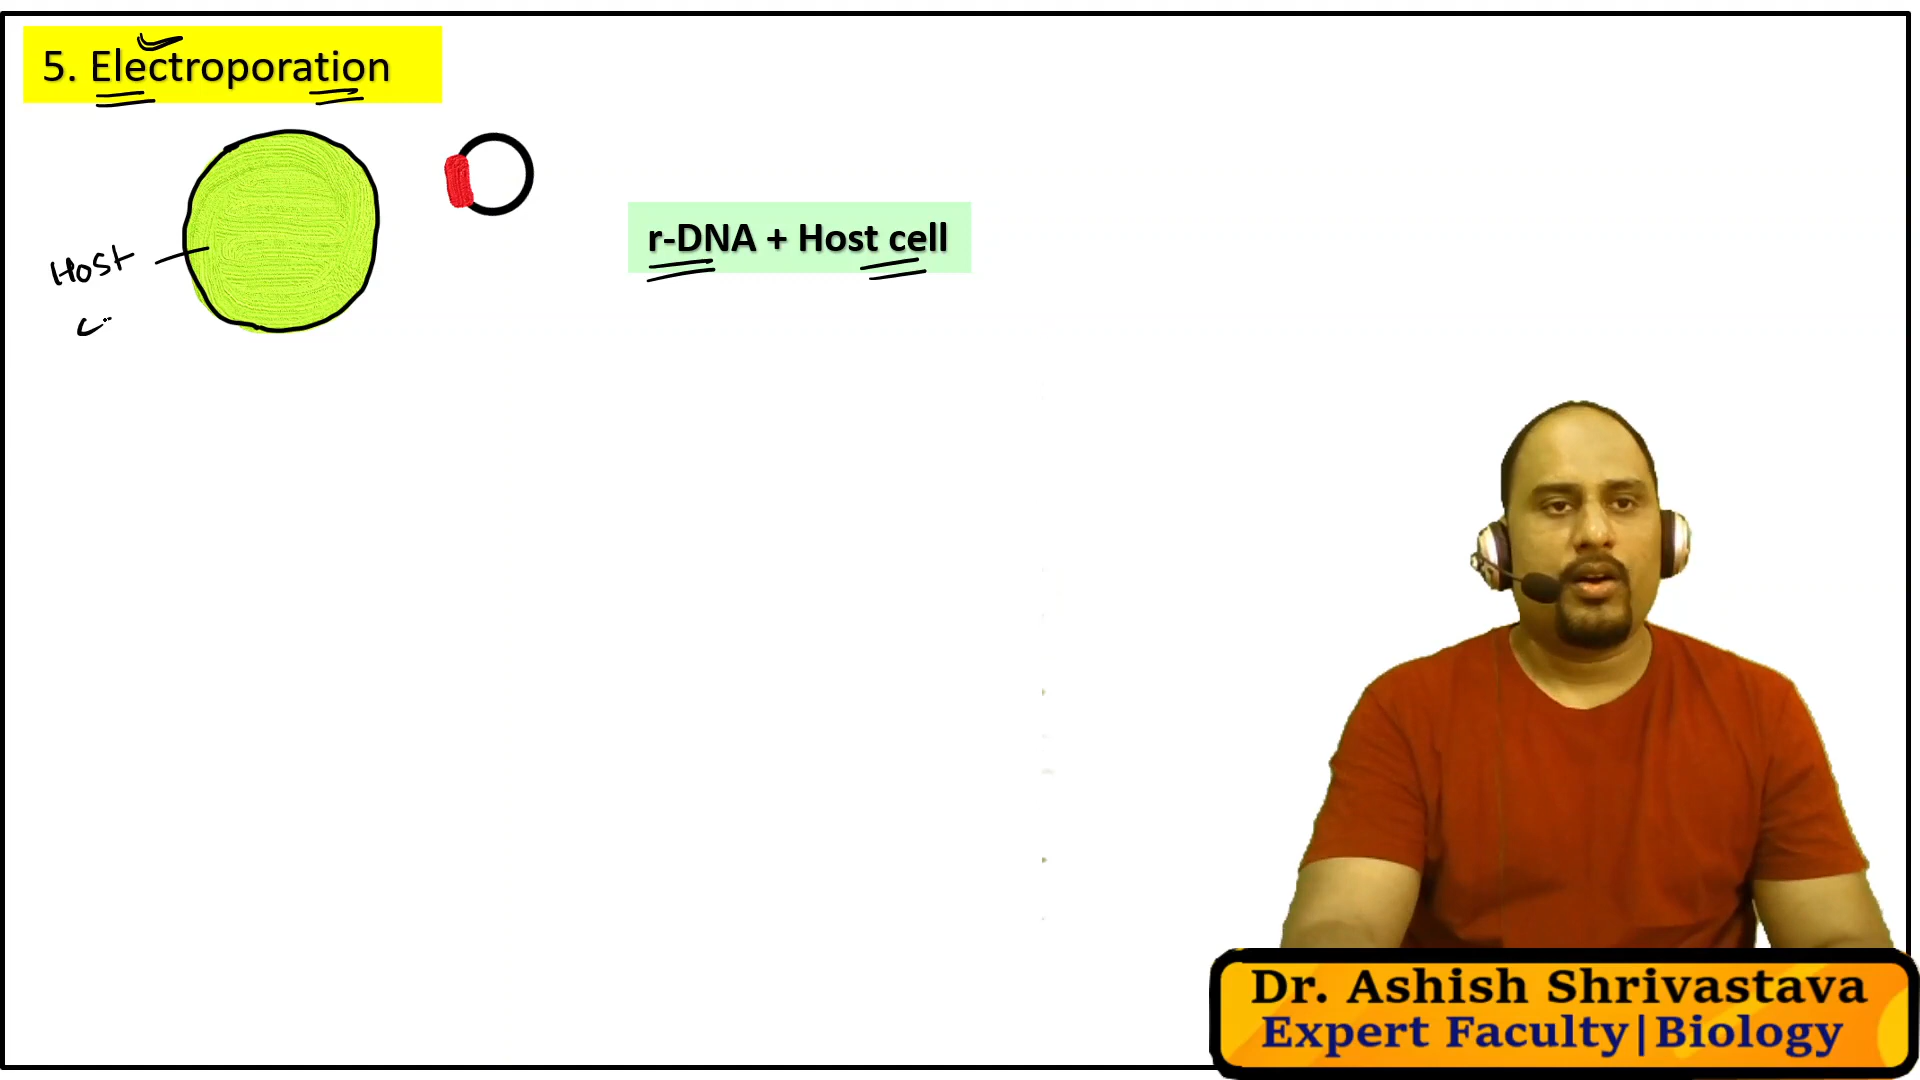 5. Electroporation
r-DNA + Host cell
Host
Dr. Ashish Shrivastava
Expert Faculty|Biology